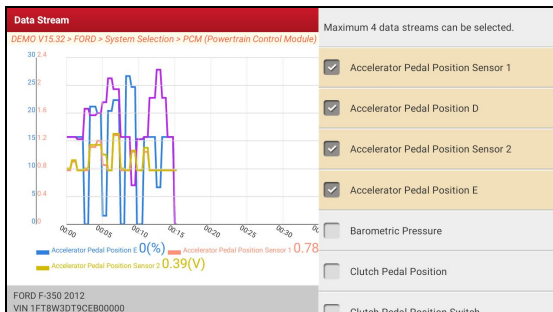 Data Stream
DEMO V15.32 > FORD > System Selection > PCM (Powertrain Control Module)
30 2.4
25 2
20 1.6
15 1.2
10 0.8
5 0.4
0 0
00:00 00:05 00:10 00:15 00:20 00:25 00:30
Accelerator Pedal Position E 0(%) Accelerator Pedal Position Sensor 1 0.78
Accelerator Pedal Position Sensor 2 0.39(V)
FORD F-350 2012
VIN 1FT8W3DT9CEB00000
Maximum 4 data streams can be selected.
Accelerator Pedal Position Sensor 1
Accelerator Pedal Position D
Accelerator Pedal Position Sensor 2
Accelerator Pedal Position E
Barometric Pressure
Clutch Pedal Position
Clutch Pedal Position Switch